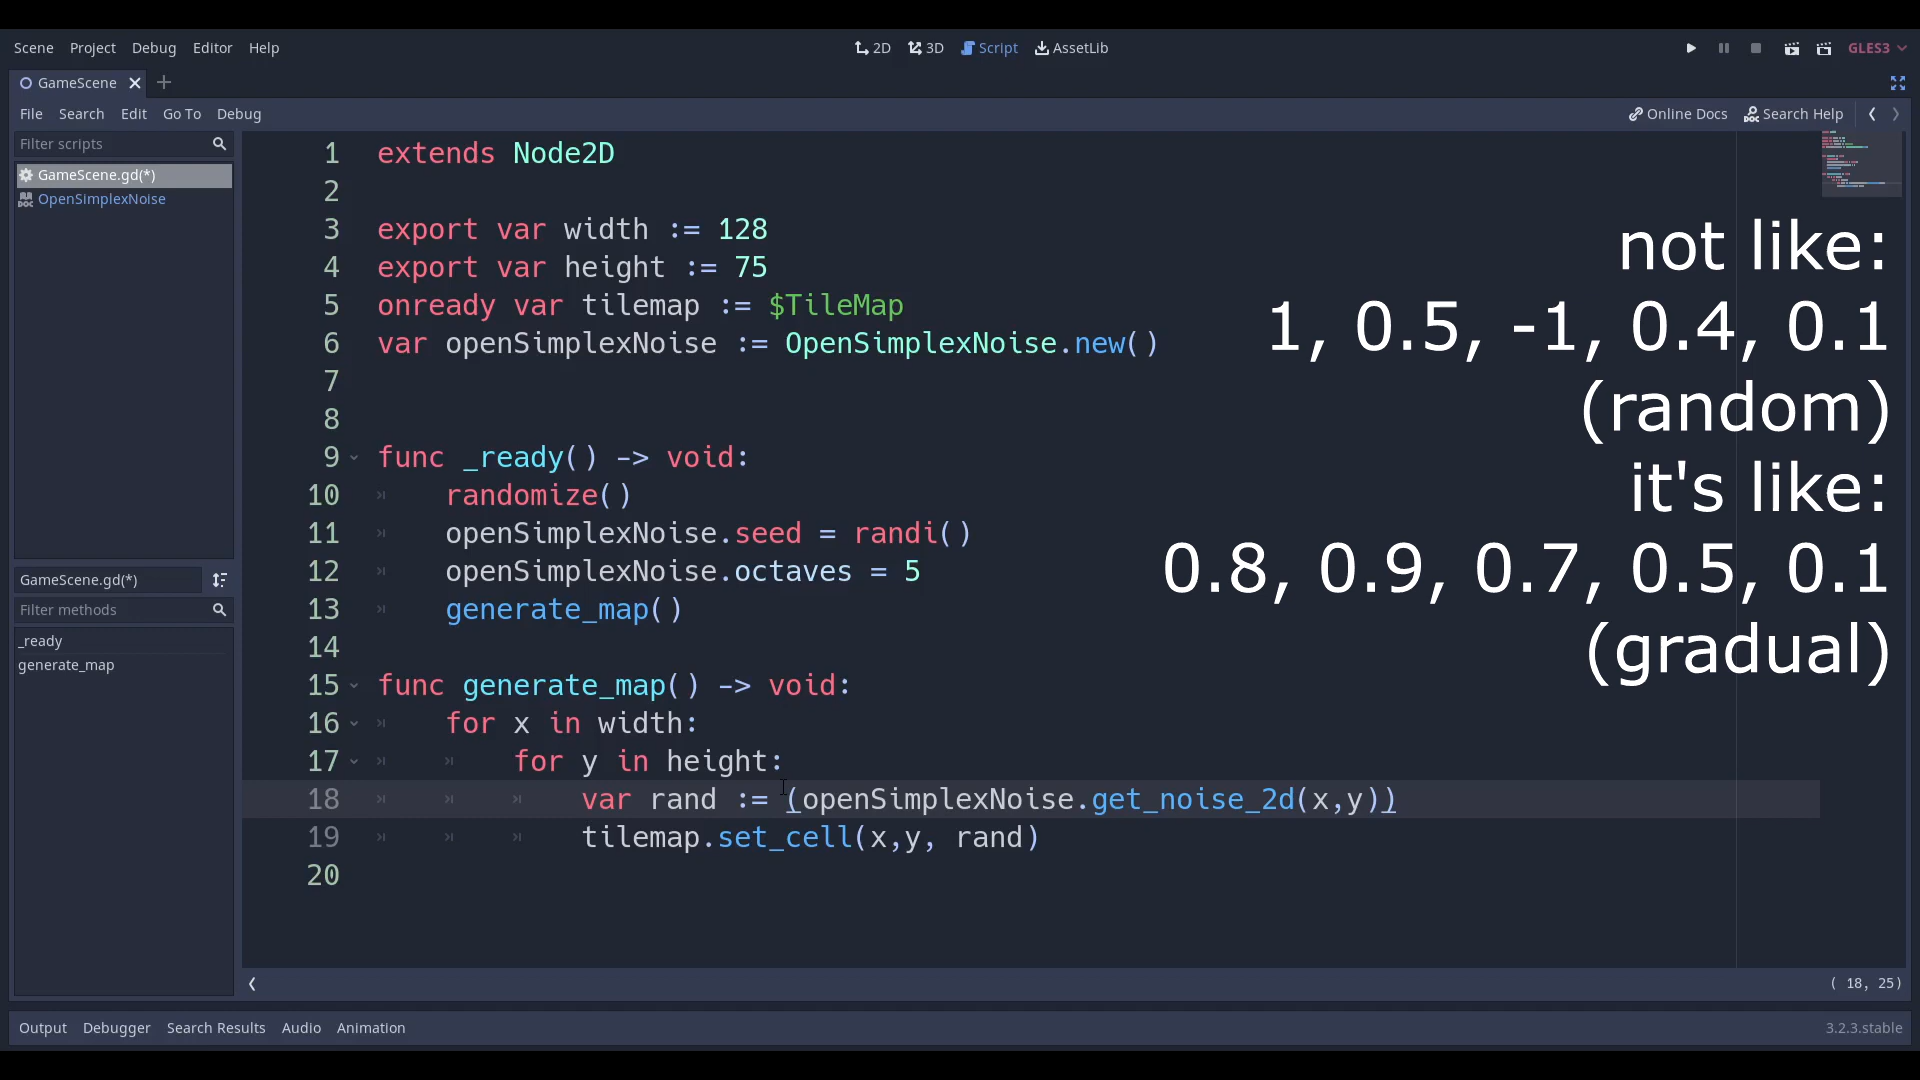 Scene Project Debug Editor Help
2D 3D Script AssetLib
GLES3
GameScene
File Search Edit Go To Debug
Online Docs Search Help
Filter scripts
GameScene.gd(*)
OpenSimplexNoise
GameScene.gd(*)
Filter methods
_ready
generate_map
1 extends Node2D
2
3 export var width := 128
4 export var height := 75
5 onready var tilemap := $TileMap
6 var openSimplexNoise := OpenSimplexNoise.new()
7
8
9 func _ready() -> void:
10 randomize()
11 openSimplexNoise.seed = randi()
12 openSimplexNoise.octaves = 5
13 generate_map()
14
15 func generate_map() -> void:
16 for x in width:
17 for y in height:
18 var rand := (openSimplexNoise.get_noise_2d(x,y))
19 tilemap.set_cell(x,y, rand)
20
not like:
1, 0.5, -1, 0.4, 0.1
(random)
it's like:
0.8, 0.9, 0.7, 0.5, 0.1
(gradual)
( 18, 25)
Output Debugger Search Results Audio Animation
3.2.3.stable